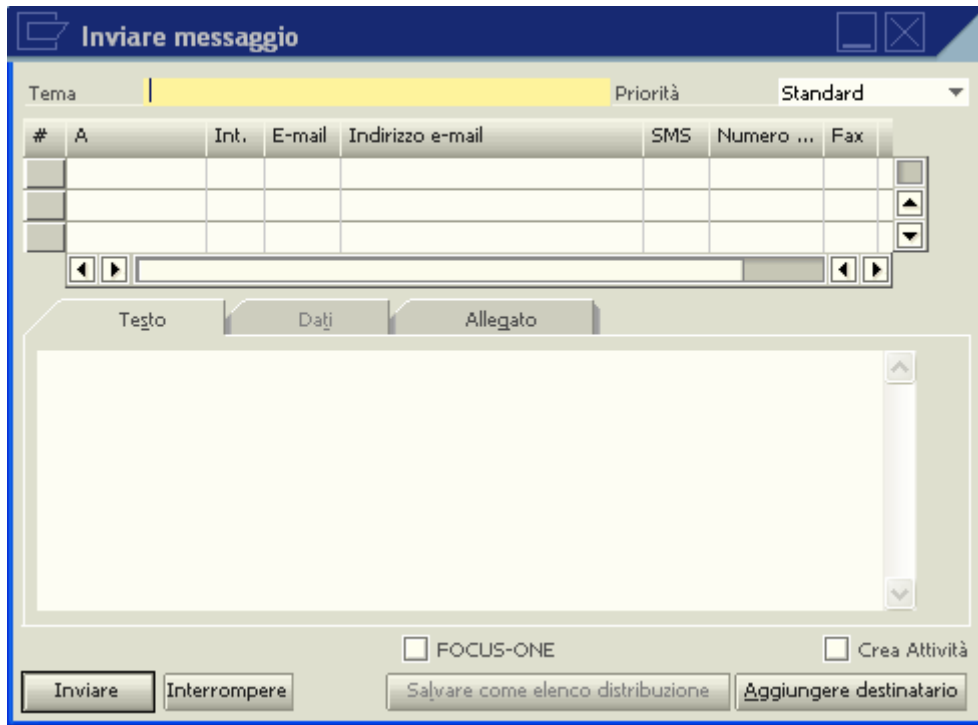 Inviare messaggio
Tema Priorità Standard
# A Int. E-mail Indirizzo e-mail SMS Numero ... Fax
Testo Dati Allegato
FOCUS-ONE Crea Attività
Inviare Interrompere Salvare come elenco distribuzione Aggiungere destinatario